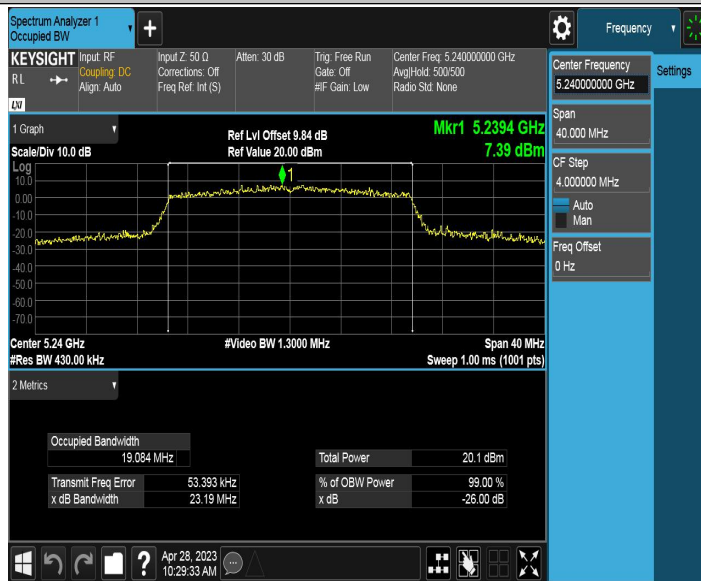 Spectrum Analyzer 1
Occupied BW
Frequency
KEYSIGHT
Input: RF
Input Z: 50 Ω
Atten: 30 dB
Trig: Free Run
Center Freq: 5.240000000 GHz
RL
Coupling: DC
Corrections: Off
Gate: Off
Avg|Hold: 500/500
Align: Auto
Freq Ref: Int (S)
#IF Gain: Low
Radio Std: None
LXI
Center Frequency
5.240000000 GHz
Settings
Span
40.000 MHz
CF Step
4.000000 MHz
Auto
Man
Freq Offset
0 Hz
1 Graph
Ref Lvl Offset 9.84 dB
Mkr1 5.2394 GHz
Scale/Div 10.0 dB
Ref Value 20.00 dBm
7.39 dBm
Log
10.0
0.00
-10.0
-20.0
-30.0
-40.0
-50.0
-60.0
-70.0
1
Center 5.24 GHz
#Video BW 1.3000 MHz
Span 40 MHz
#Res BW 430.00 kHz
Sweep 1.00 ms (1001 pts)
2 Metrics
Occupied Bandwidth
19.084 MHz
Total Power
20.1 dBm
Transmit Freq Error
53.393 kHz
% of OBW Power
99.00 %
x dB Bandwidth
23.19 MHz
x dB
-26.00 dB
?
Apr 28, 2023
10:29:33 AM